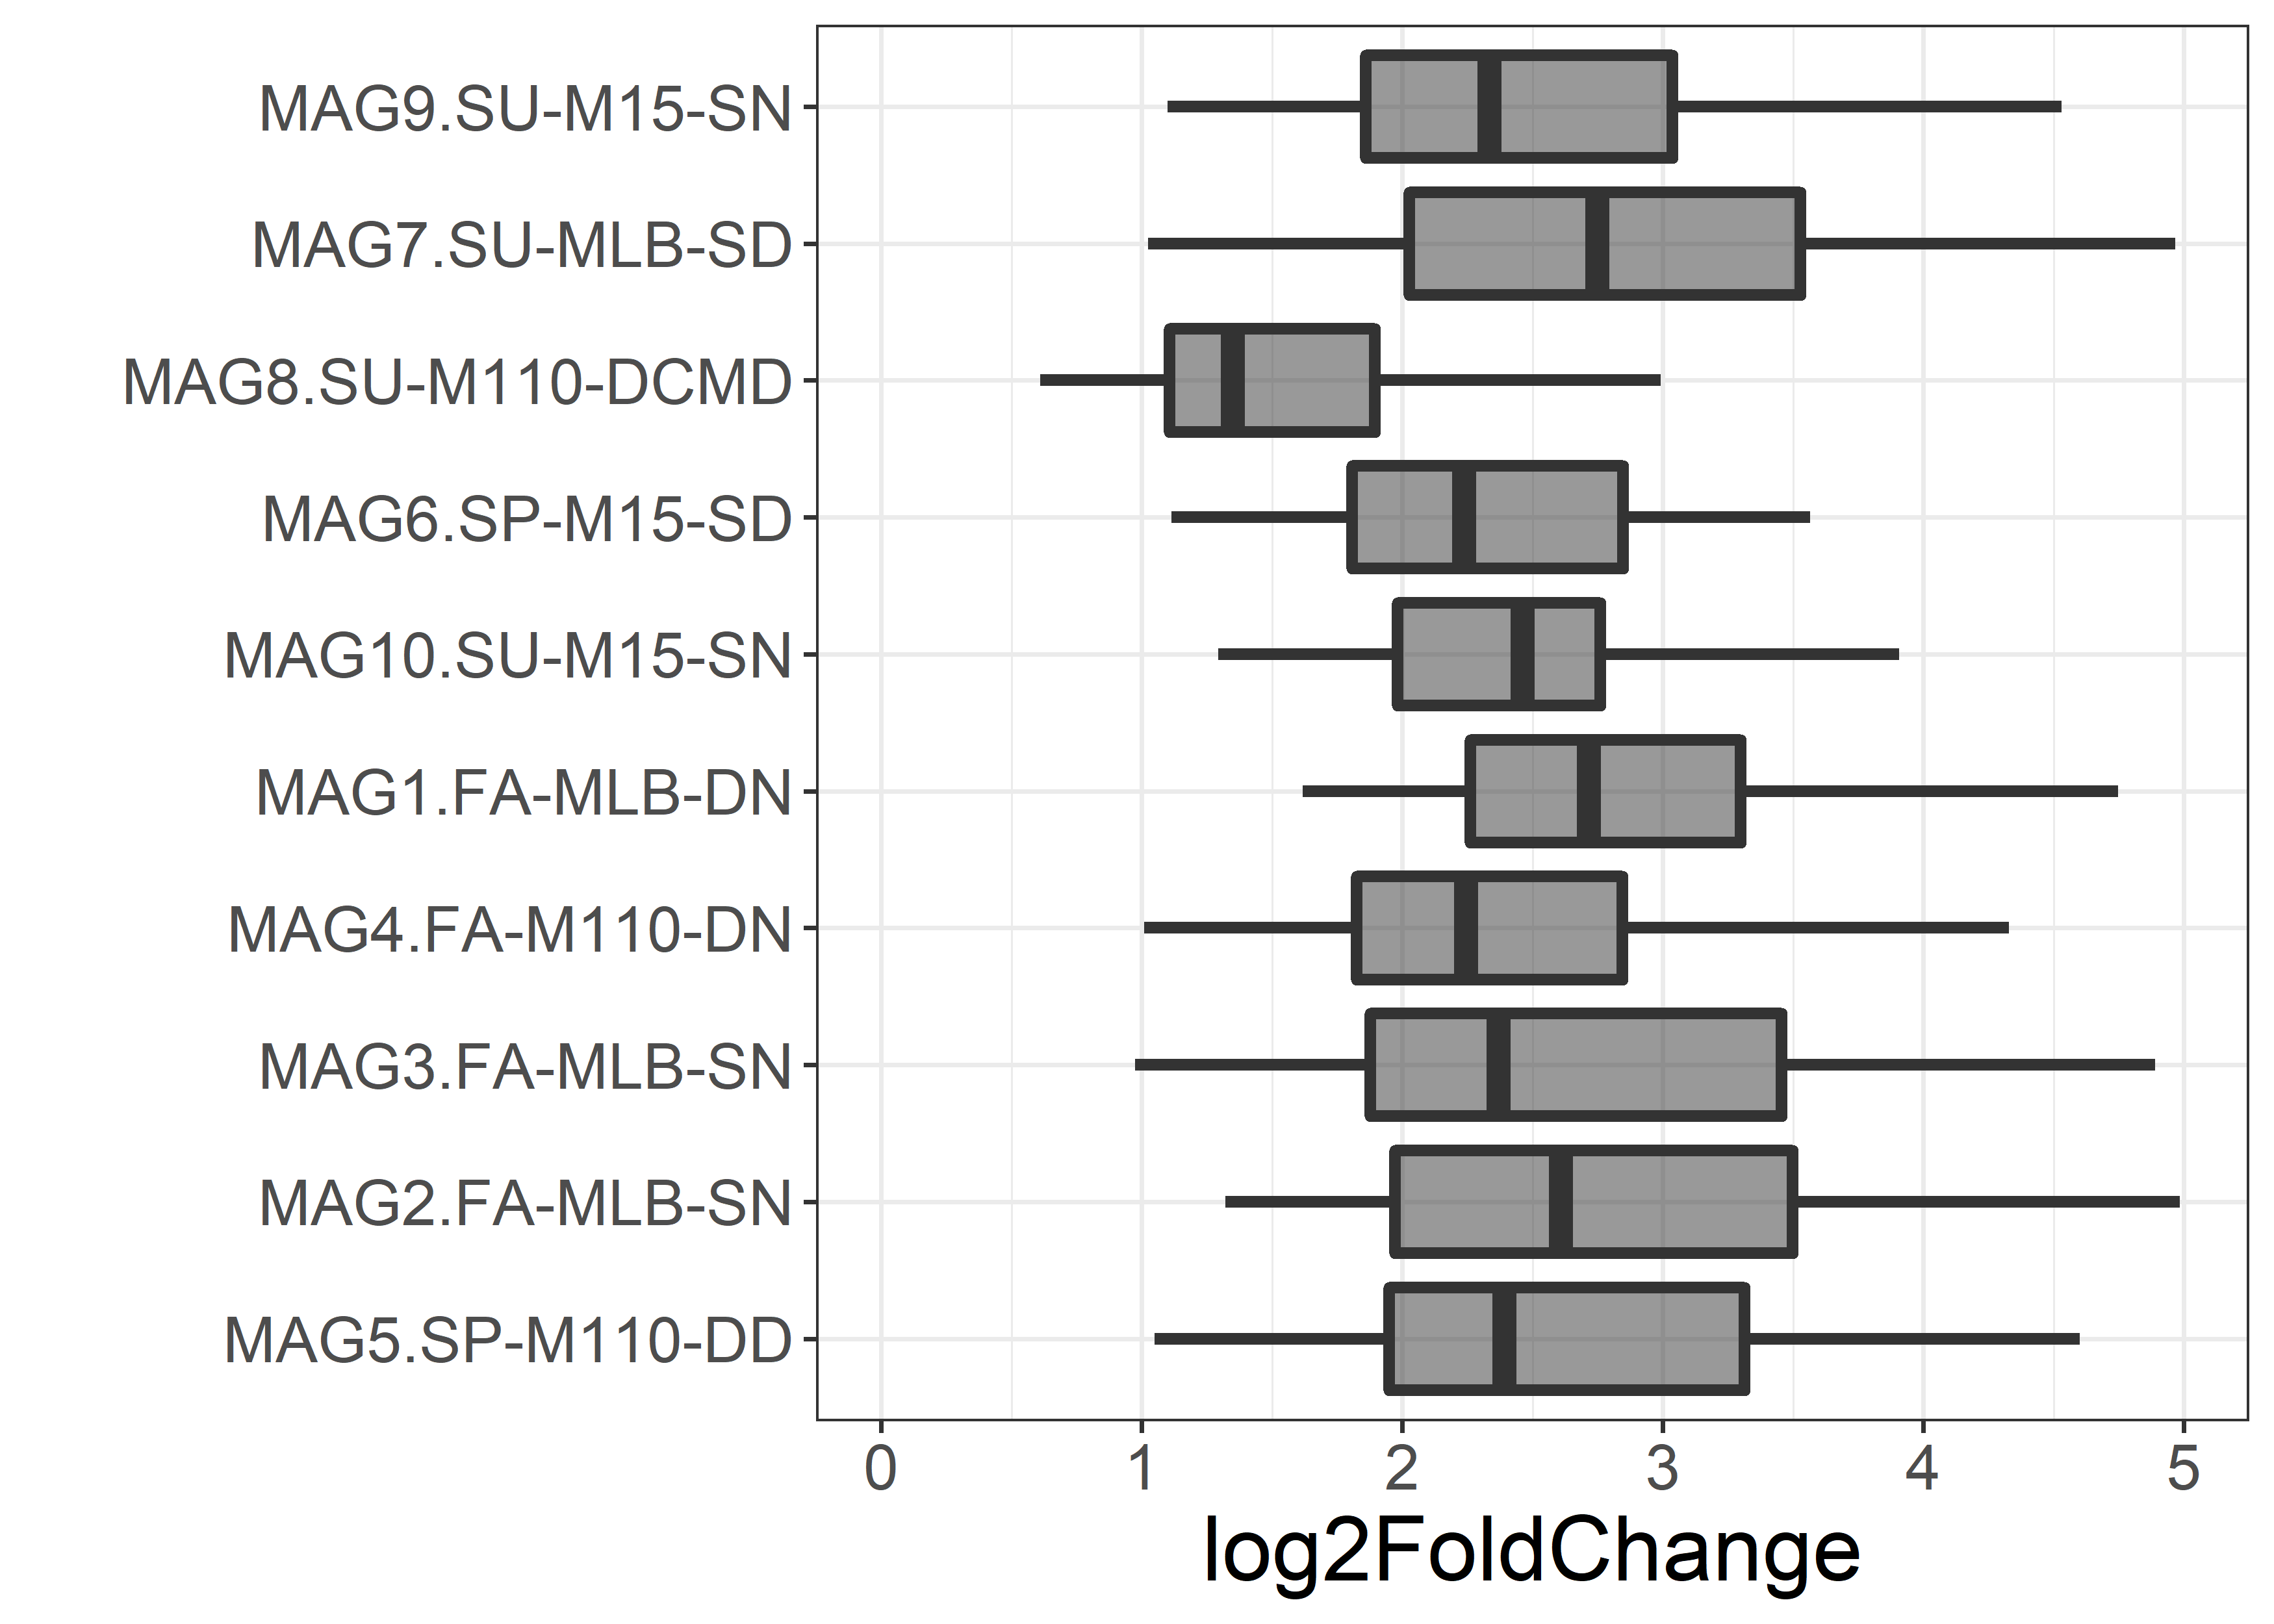 MAG9.SU-M15-SN
MAG7.SU-MLB-SD
MAG8.SU-M110-DCMD
MAG6.SP-M15-SD
MAG10.SU-M15-SN
MAG1.FA-MLB-DN
MAG4.FA-M110-DN
MAG3.FA-MLB-SN
MAG2.FA-MLB-SN
MAG5.SP-M110-DD
0 1 2 3 4 5
log2FoldChange